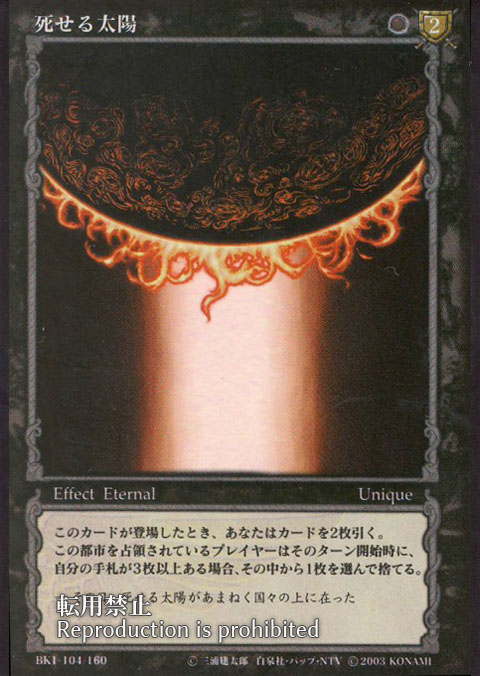 死せる太陽
2
Effect Eternal
Unique
このカードが登場したとき、あなたはカードを2枚引く。
この都市を占領されているプレイヤーはそのターン開始時に、
自分の手札が3枚以上ある場合、その中から1枚を選んで捨てる。
死せる太陽があまねく国々の上に在った
転用禁止
Reproduction is prohibited
BK1-104-160
©三浦建太郎 白泉社・バップ・NTV ©2003 KONAMI